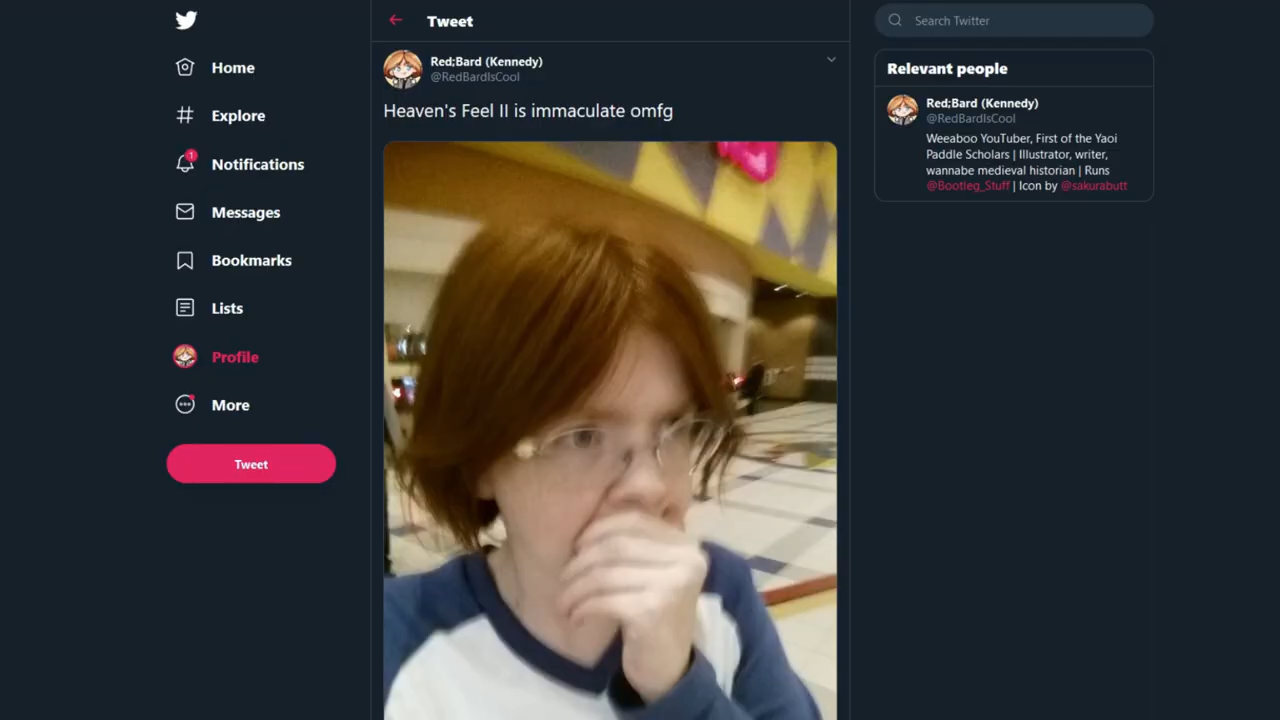 Home
Explore
1
Notifications
Messages
Bookmarks
Lists
Profile
More
Tweet
Tweet
Red;Bard (Kennedy)
@RedBardIsCool
Heaven's Feel II is immaculate omfg
Search Twitter
Relevant people
Red;Bard (Kennedy)
@RedBardIsCool
Weeaboo YouTuber, First of the Yaoi
Paddle Scholars | Illustrator, writer,
wannabe medieval historian | Runs
@Bootleg_Stuff | Icon by @sakurabutt